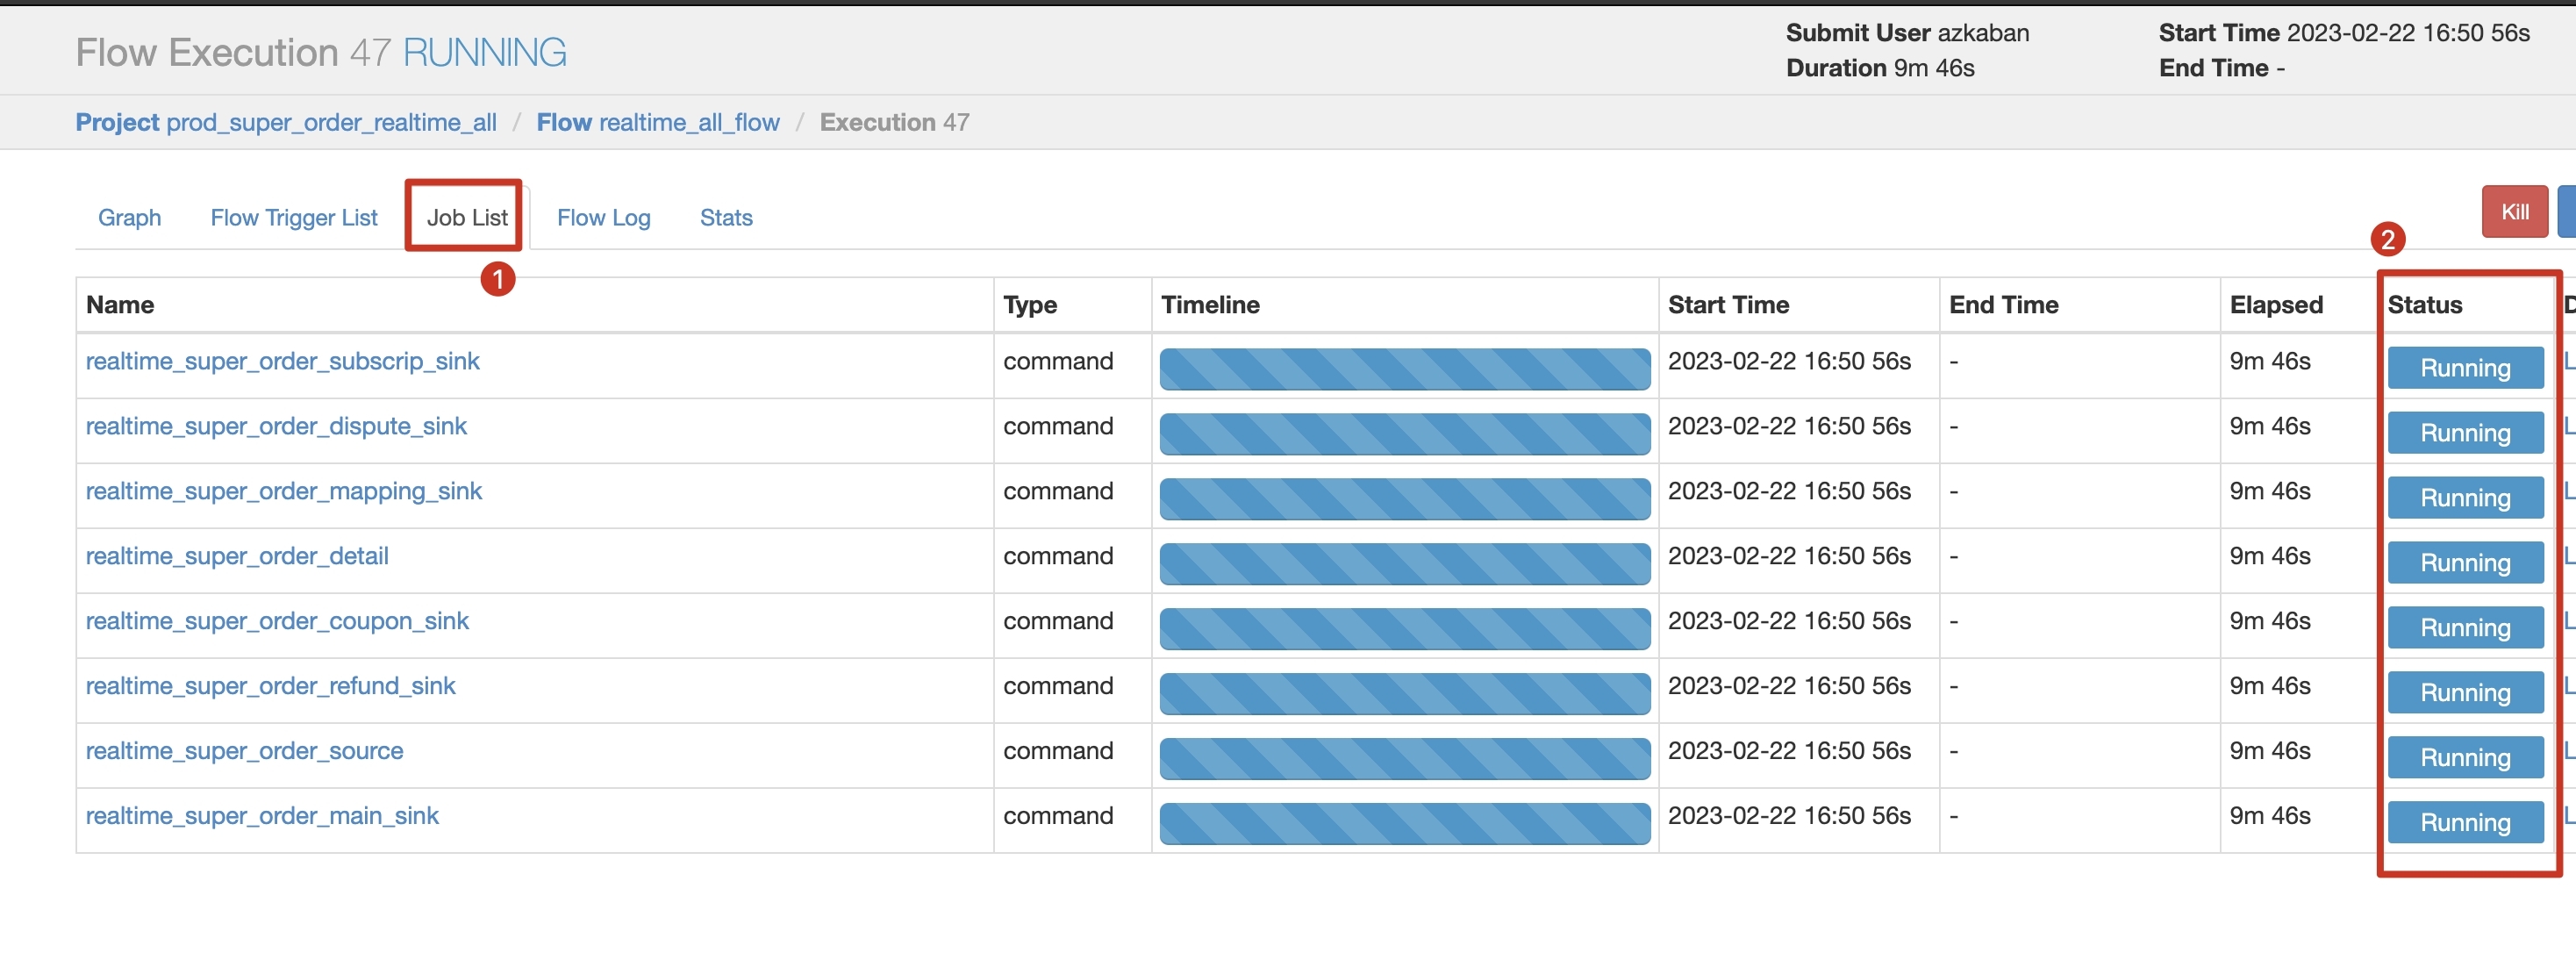 Flow Execution 47 RUNNING
Submit User azkaban
Start Time 2023-02-22 16:50 56s
Duration 9m 46s
End Time -
Project prod_super_order_realtime_all / Flow realtime_all_flow / Execution 47
Graph Flow Trigger List Job List Flow Log Stats Kill
1
2
Name Type Timeline Start Time End Time Elapsed Status
realtime_super_order_subscrip_sink command 2023-02-22 16:50 56s - 9m 46s Running
realtime_super_order_dispute_sink command 2023-02-22 16:50 56s - 9m 46s Running
realtime_super_order_mapping_sink command 2023-02-22 16:50 56s - 9m 46s Running
realtime_super_order_detail command 2023-02-22 16:50 56s - 9m 46s Running
realtime_super_order_coupon_sink command 2023-02-22 16:50 56s - 9m 46s Running
realtime_super_order_refund_sink command 2023-02-22 16:50 56s - 9m 46s Running
realtime_super_order_source command 2023-02-22 16:50 56s - 9m 46s Running
realtime_super_order_main_sink command 2023-02-22 16:50 56s - 9m 46s Running